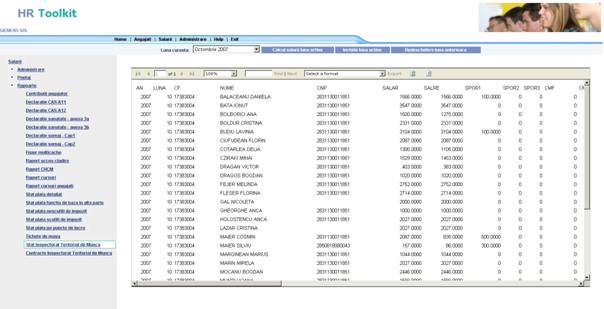 HR Toolkit
SIEMENS SRL
Home | Angajati | Salarii | Administrare | Help | Exit
Luna curenta: Octombrie 2007 Calcul salarii luna activa Inchide luna activa Redeschidere luna anterioara
Salarii
Administrare
Pontaj
Rapoarte
Contributii angajator
Declaratie CAS A11
Declaratie CAS A12
Declaratie sanatate - anexa 3a
Declaratie sanatate - anexa 3b
Declaratie somaj - Cap1
Declaratie somaj - Cap2
Fisier multicash
Raport acces cladire
Raport CHCM
Raport cursuri
Raport cursuri angajati
Stat plata detaliat
Stat plata functia de baza in alta parte
Stat plata nescutiti de impozit
Stat plata scutiti de impozit
Stat plata pe puncte de lucru
Tichete de masa
Stat Inspectorat Teritorial de Munca
Contracte Inspectorat Teritorial de Munca
1 of 1 100% Find | Next Select a format Export
AN LUNA CF NUME CNP SALAR SALRE SPOR1 SPOR2 SPOR3 CMF
2007 10 17383004 BALACEANU DANIELA 2831130011851 1566.0000 1566.0000 100.0000 0 0 0
2007 10 17383004 BATA IONUT 2831130011851 3547.0000 3547.0000 0 0 0 0
2007 10 17383004 BOLBORICI ANA 2831130011851 1500.0000 1275.0000 0 0 0 0
2007 10 17383004 BOLDUR CRISTINA 2831130011851 2331.0000 2331.0000 0 0 0 0
2007 10 17383004 BUDIU LAVINIA 2831130011851 3104.0000 3104.0000 100.0000 0 0 0
2007 10 17383004 CIUFUDEAN FLORIN 2831130011851 2087.0000 2087.0000 0 0 0 0
2007 10 17383004 COTARLEA DELIA 2831130011851 1300.0000 1106.0000 0 0 0 0
2007 10 17383004 CZIRAKI MIHAI 2831130011851 1529.0000 1453.0000 0 0 0 0
2007 10 17383004 DRAGAN VICTOR 2831130011851 403.0000 383.0000 0 0 0 0
2007 10 17383004 DRAGOS BOGDAN 2831130011851 1020.0000 1020.0000 0 0 0 0
2007 10 17383004 FEJER MELINDA 2831130011851 2752.0000 2752.0000 0 0 0 0
2007 10 17383004 FLESER FLORINA 2831130011851 2714.0000 2714.0000 0 0 0 0
2007 10 17383004 GAL NICOLETA 2000.0000 2000.0000 0 0 0 0
2007 10 17383004 GHEORGHE ANCA 2831130011851 1000.0000 1000.0000 0 0 0 0
2007 10 17383004 HOLOSTENCU ANCA 2831130011851 2027.0000 2027.0000 0 0 0 0
2007 10 17383004 LAZAR CRISTINA 2027.0000 2027.0000 0 0 0 0
2007 10 17383004 MAIER COSMIN 2831130011851 2087.0000 836.0000 500.0000 0 0 0
2007 10 17383004 MAIER SILVIU 157.0000 86.0000 300.0000 0 0 0
2007 10 17383004 MARGINEAN MARIUS 2831130011851 1044.0000 1044.0000 0 0 0 0
2007 10 17383004 MARIN MIRELA 2831130011851 2027.0000 2027.0000 0 0 0 0
2007 10 17383004 MOCANU BOGDAN 2831130011851 2446.0000 2446.0000 0 0 0 0